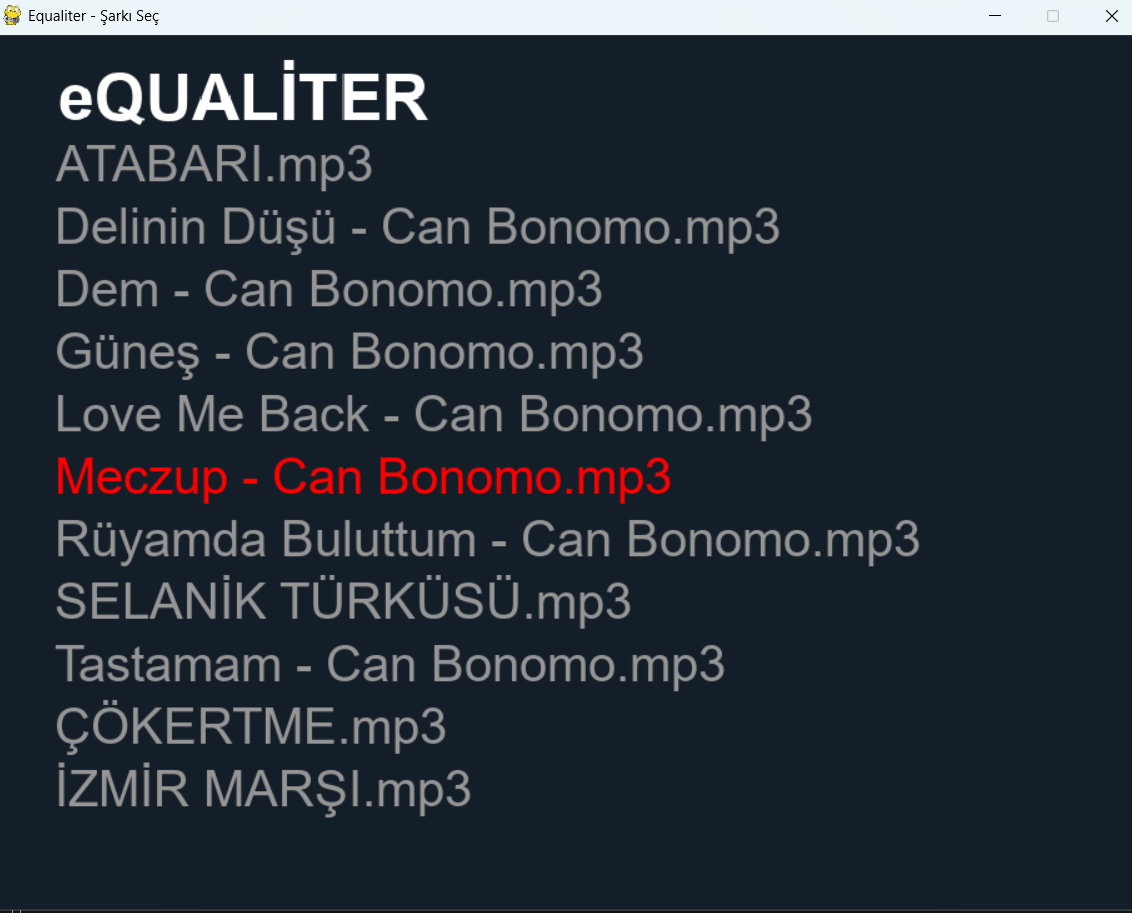 Equaliter - Şarkı Seç
eQUALİTER
ATABARI.mp3
Delinin Düşü - Can Bonomo.mp3
Dem - Can Bonomo.mp3
Güneş - Can Bonomo.mp3
Love Me Back - Can Bonomo.mp3
Meczup - Can Bonomo.mp3
Rüyamda Buluttum - Can Bonomo.mp3
SELANİK TÜRKÜSÜ.mp3
Tastamam - Can Bonomo.mp3
ÇÖKERTME.mp3
İZMİR MARŞI.mp3